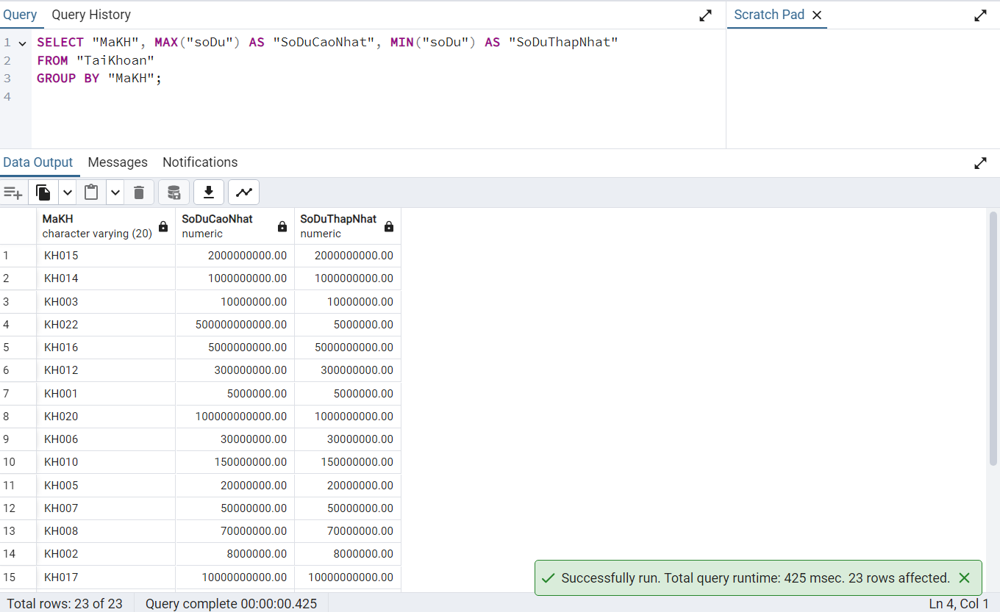 Query Query History Scratch Pad
1 SELECT "MaKH", MAX("soDu") AS "SoDuCaoNhat", MIN("soDu") AS "SoDuThapNhat"
2 FROM "TaiKhoan"
3 GROUP BY "MaKH";
4
Data Output Messages Notifications
MaKH SoDuCaoNhat SoDuThapNhat
character varying (20) numeric numeric
1 KH015 2000000000.00 2000000000.00
2 KH014 1000000000.00 1000000000.00
3 KH003 10000000.00 10000000.00
4 KH022 500000000000.00 5000000.00
5 KH016 5000000000.00 5000000000.00
6 KH012 300000000.00 300000000.00
7 KH001 5000000.00 5000000.00
8 KH020 100000000000.00 1000000000.00
9 KH006 30000000.00 30000000.00
10 KH010 150000000.00 150000000.00
11 KH005 20000000.00 20000000.00
12 KH007 50000000.00 50000000.00
13 KH008 70000000.00 70000000.00
14 KH002 8000000.00 8000000.00
15 KH017 10000000000.00 10000000000.00
Successfully run. Total query runtime: 425 msec. 23 rows affected.
Total rows: 23 of 23 Query complete 00:00:00.425 Ln 4, Col 1